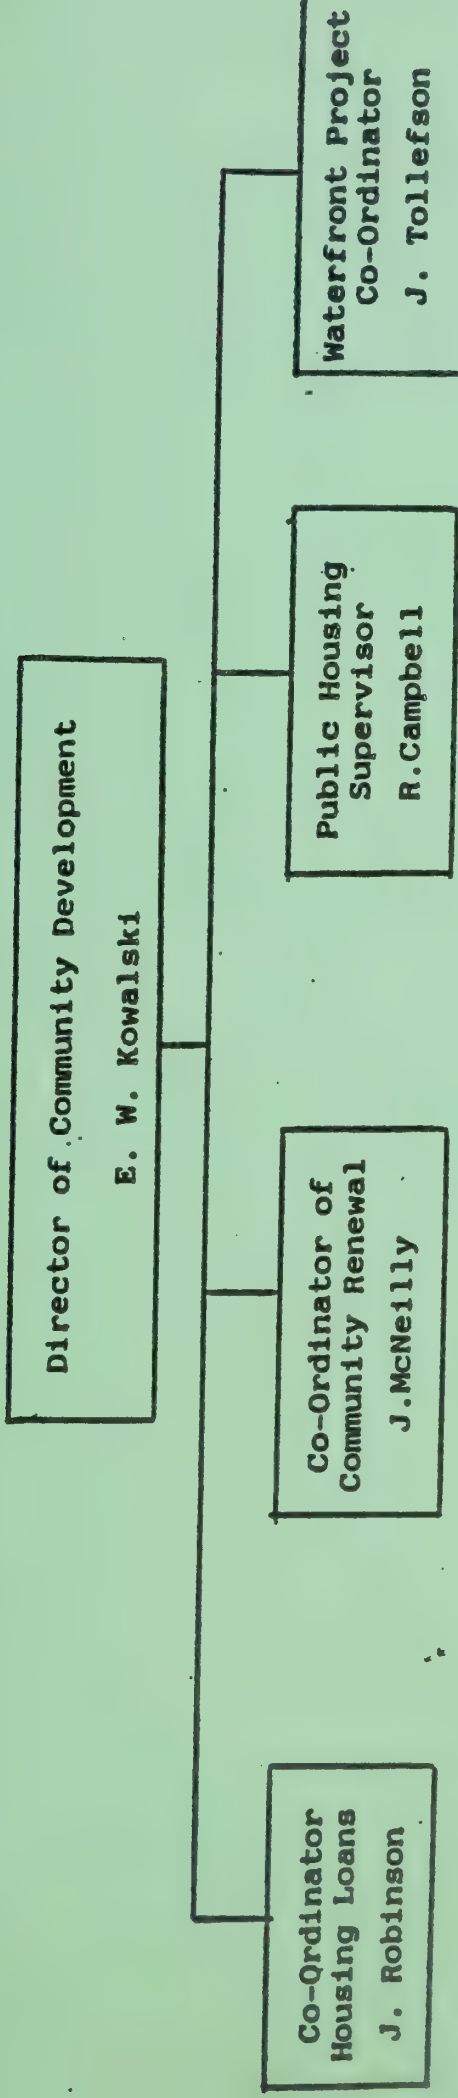 Director of Community Development
E. W. Kowalski
Co-Qrdinator
Housing Loans
J. Robinson
Co-Ordinator of
Community Renewal
J.McNeilly
Public Housing
Supervisor
R.Campbell
Waterfront Project
Co-Ordinator
J. Tollefson